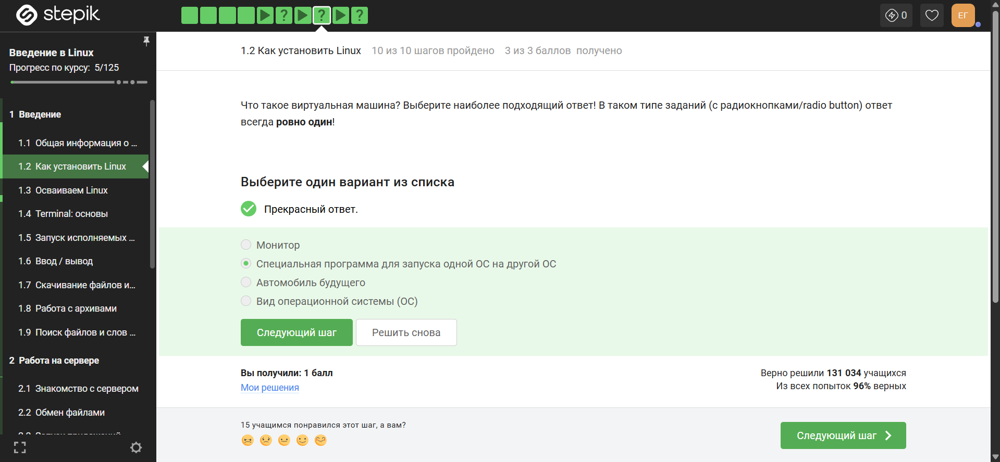 stepik
?
?
?
0
ЕГ
Введение в Linux
Прогресс по курсу: 5/125
1 Введение
1.1 Общая информация о ...
1.2 Как установить Linux
1.3 Осваиваем Linux
1.4 Terminal: основы
1.5 Запуск исполняемых ...
1.6 Ввод / вывод
1.7 Скачивание файлов и...
1.8 Работа с архивами
1.9 Поиск файлов и слов ...
2 Работа на сервере
2.1 Знакомство с сервером
2.2 Обмен файлами
1.2 Как установить Linux 10 из 10 шагов пройдено 3 из 3 баллов получено
Что такое виртуальная машина? Выберите наиболее подходящий ответ! В таком типе заданий (с радиокнопками/radio button) ответ
всегда ровно один!
Выберите один вариант из списка
Прекрасный ответ.
Монитор
Специальная программа для запуска одной ОС на другой ОС
Автомобиль будущего
Вид операционной системы (ОС)
Следующий шаг
Решить снова
Вы получили: 1 балл
Мои решения
Верно решили 131 034 учащихся
Из всех попыток 96% верных
15 учащимся понравился этот шаг, а вам?
Следующий шаг